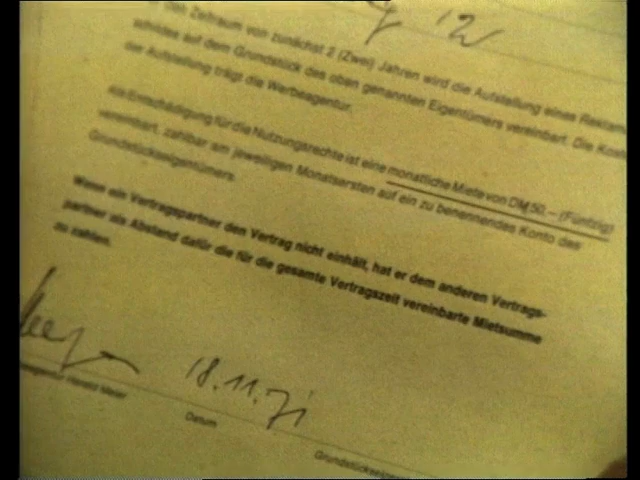 12
Den Zeitraum von zunächst 2 (Zwei) Jahren wird die Aufstellung eines Reklame
schildes auf dem Grundstück des oben genannten Eigentümers vereinbart. Die Kost
der Aufstellung trägt die Werbeagentur.
als Entschädigung für die Nutzungsrechte ist eine monatliche Miete von DM 50.— (Fünfzig)
vereinbart, zahlbar am jeweiligen Monatsersten auf ein zu benennendes Konto des
Grundstückseigentümers.
Wenn ein Vertragspartner den Vertrag nicht einhält, hat er dem anderen Vertrags-
partner als Abstand dafür die für die gesamte Vertragszeit vereinbarte Mietsumme
zu zahlen.
18.11.71
Datum
Grundstückseigen